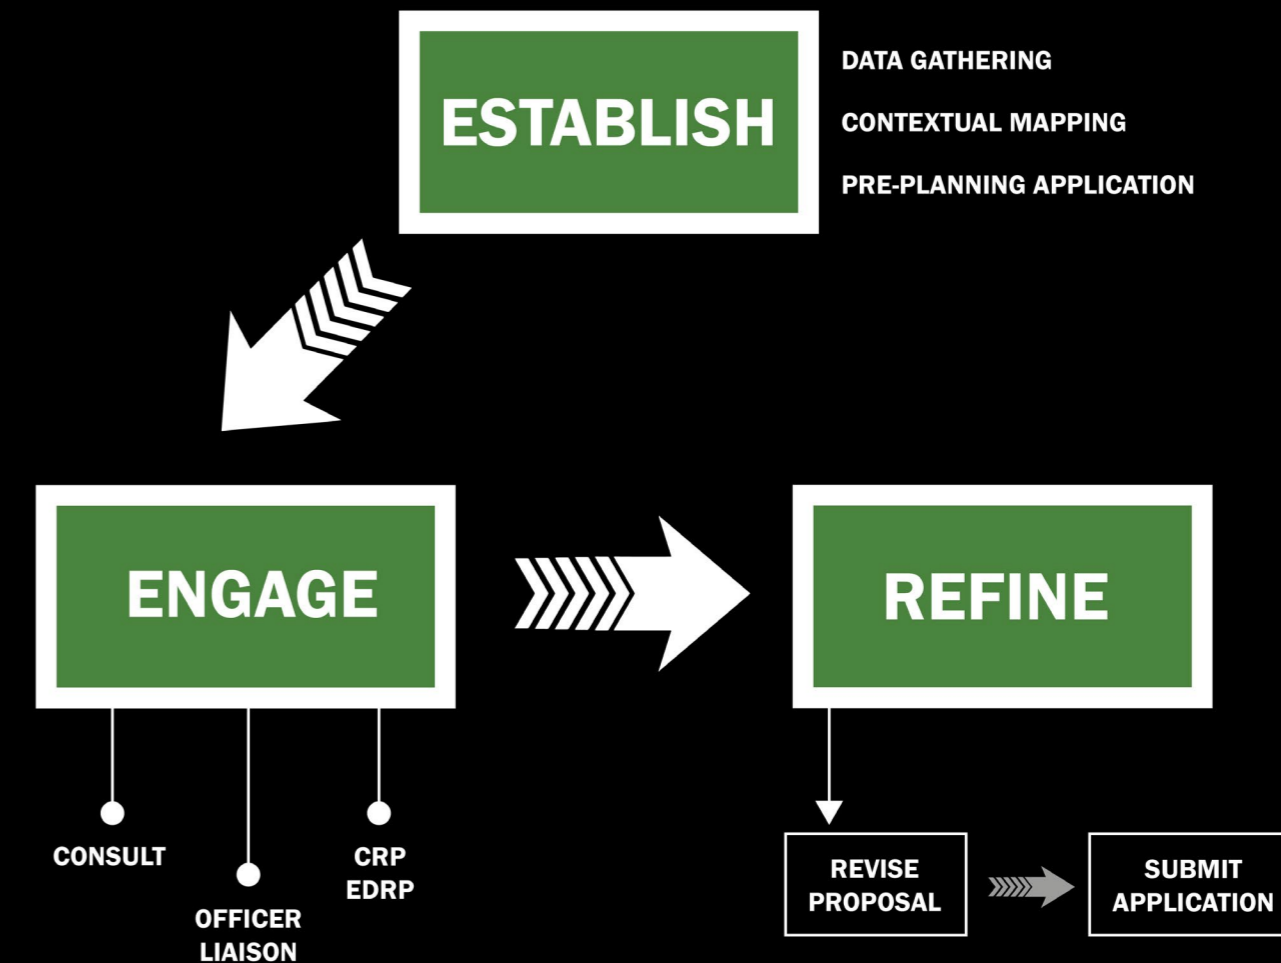 ESTABLISH
DATA GATHERING
CONTEXTUAL MAPPING
PRE-PLANNING APPLICATION
ENGAGE
REFINE
CONSULT
OFFICER
LIAISON
CRP
EDRP
REVISE
PROPOSAL
SUBMIT
APPLICATION